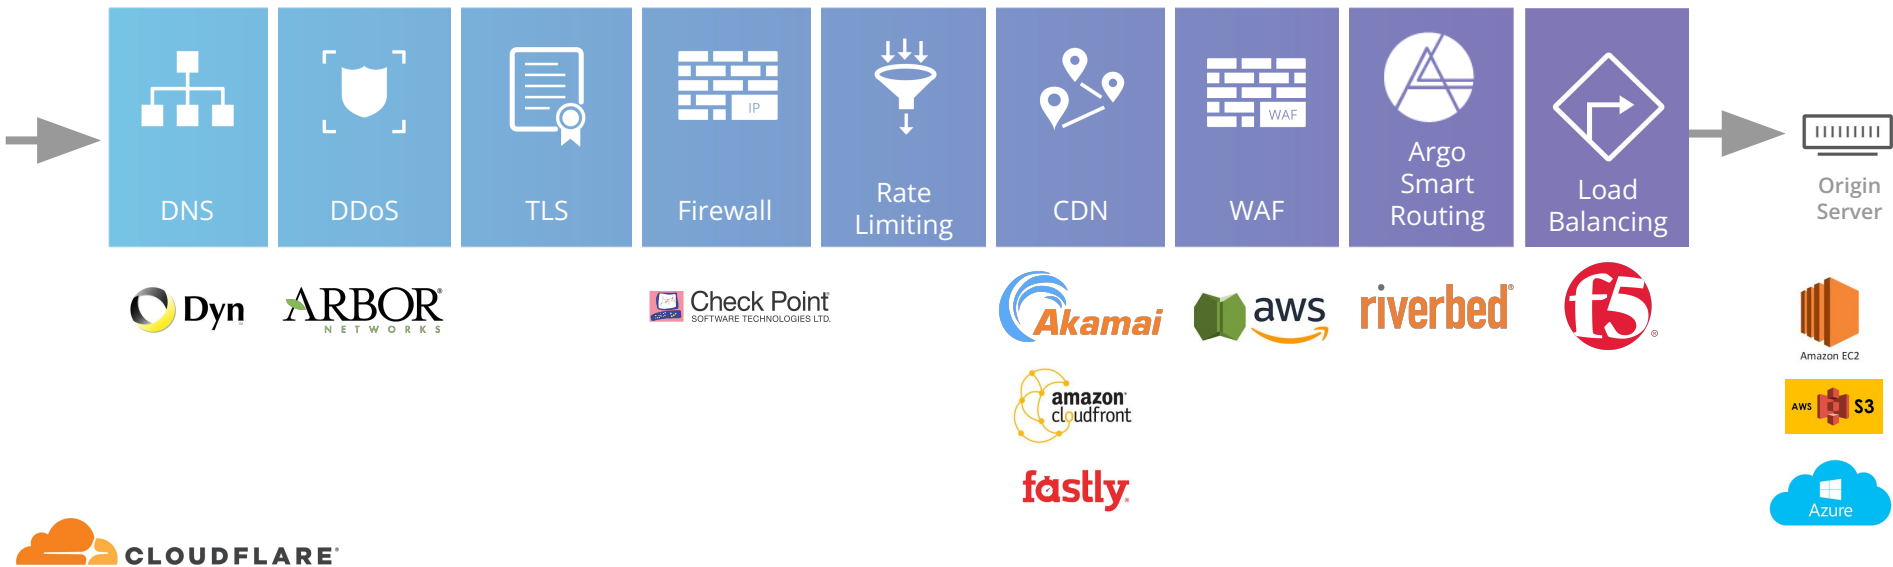 IP
WAF
DNS
DDoS
TLS
Firewall
Rate
Limiting
CDN
WAF
Argo
Smart
Routing
Load
Balancing
Origin
Server
Dyn
ARBOR®
NETWORKS
Check Point®
SOFTWARE TECHNOLOGIES LTD.
Akamai
aws
riverbed®
f5®
Amazon EC2
amazon
cloudfront
AWS S3
fastly
Azure
CLOUDFLARE®